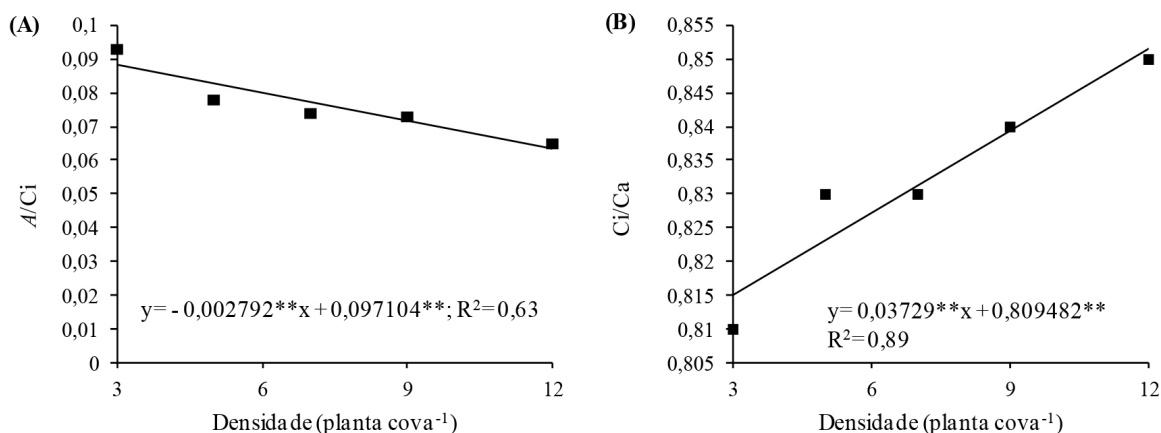 (A)
0,1
0,09
0,08
0,07
0,06
0,05
0,04
0,03
0,02
0,01
0
A/Ci
y= - 0,002792**x + 0,097104**; R²=0,63
3 6 9 12
Densidade (planta cova⁻¹)
(B)
0,855
0,85
0,845
0,84
0,835
0,83
0,825
0,82
0,815
0,81
0,805
Ci/Ca
y= 0,03729**x + 0,809482**
R²=0,89
3 6 9 12
Densidade (planta cova⁻¹)